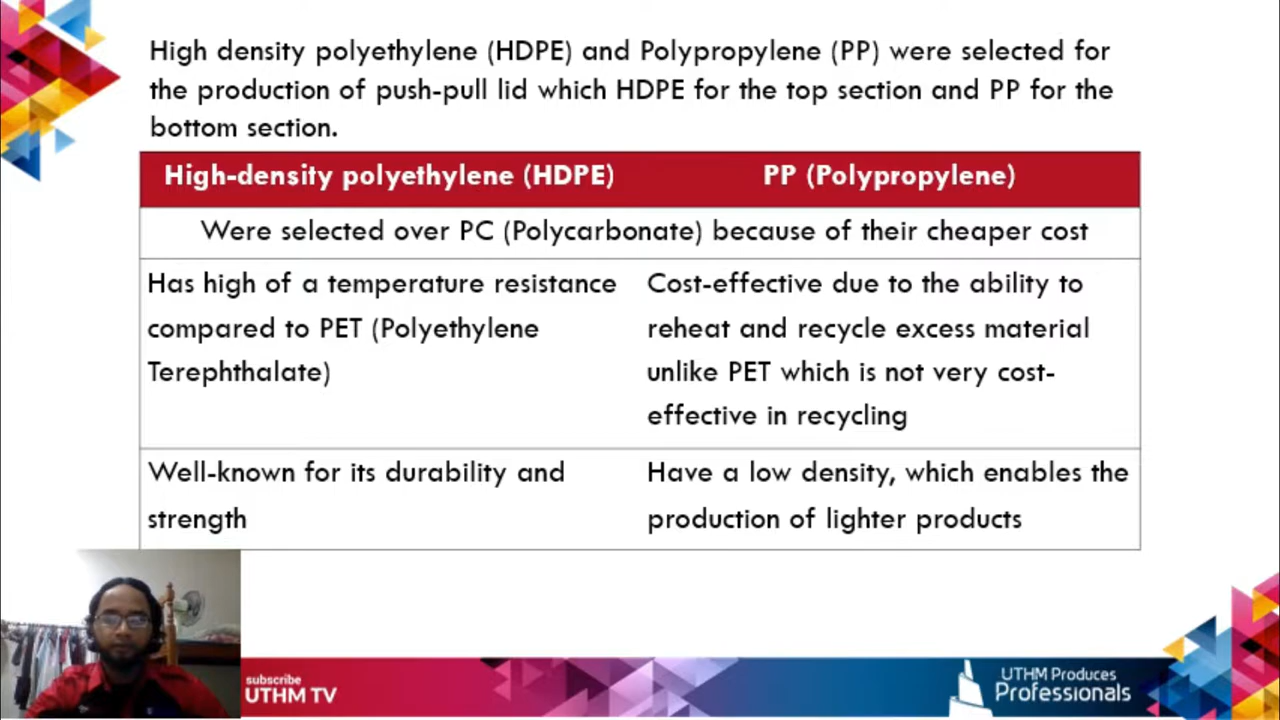 High density polyethylene (HDPE) and Polypropylene (PP) were selected for
the production of push-pull lid which HDPE for the top section and PP for the
bottom section.
High-density polyethylene (HDPE)
PP (Polypropylene)
Were selected over PC (Polycarbonate) because of their cheaper cost
Has high of a temperature resistance
compared to PET (Polyethylene
Terephthalate)
Cost-effective due to the ability to
reheat and recycle excess material
unlike PET which is not very cost-
effective in recycling
Well-known for its durability and
strength
Have a low density, which enables the
production of lighter products
subscribe
UTHM TV
UTHM Produces
Professionals